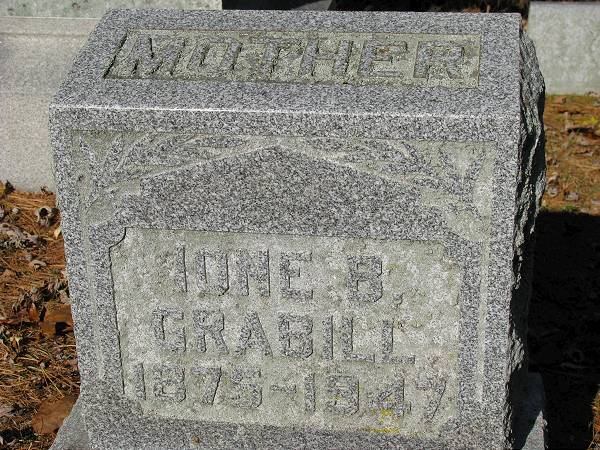 MOTHER
IONE B.
GRABILL
1875-1947